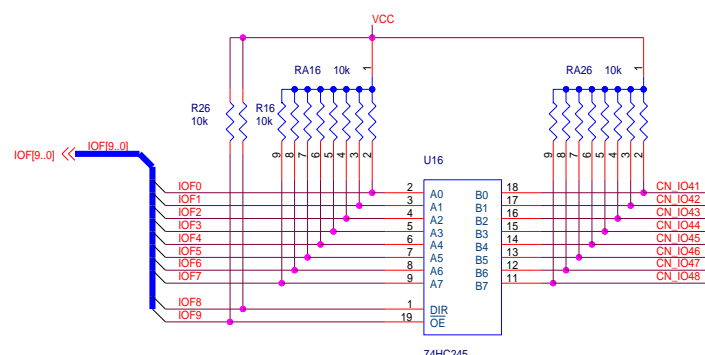 VCC
RA16 10k
RA26 10k
1
1
R26
10k
R16
10k
9 8 7 6 5 4 3 2
9 8 7 6 5 4 3 2
IOF[9..0]
IOF[9..0]
U16
IOF0 2 A0 B0 18 CN_IO41
IOF1 3 A1 B1 17 CN_IO42
IOF2 4 A2 B2 16 CN_IO43
IOF3 5 A3 B3 15 CN_IO44
IOF4 6 A4 B4 14 CN_IO45
IOF5 7 A5 B5 13 CN_IO46
IOF6 8 A6 B6 12 CN_IO47
IOF7 9 A7 B7 11 CN_IO48
IOF8 1 DIR
IOF9 19 OE
74HC245